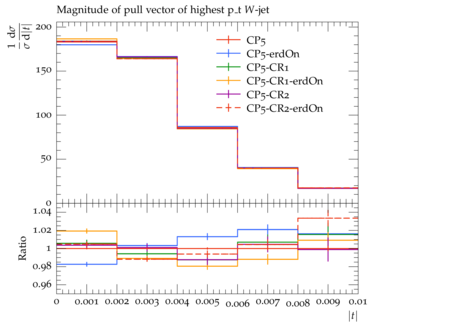 Magnitude of pull vector of highest p_t W-jet
1 dσ
σ d|t|
200
150
100
50
0
CP5
CP5-erdOn
CP5-CR1
CP5-CR1-erdOn
CP5-CR2
CP5-CR2-erdOn
Ratio
1.04
1.02
1
0.98
0.96
0 0.001 0.002 0.003 0.004 0.005 0.006 0.007 0.008 0.009 0.01
|t|